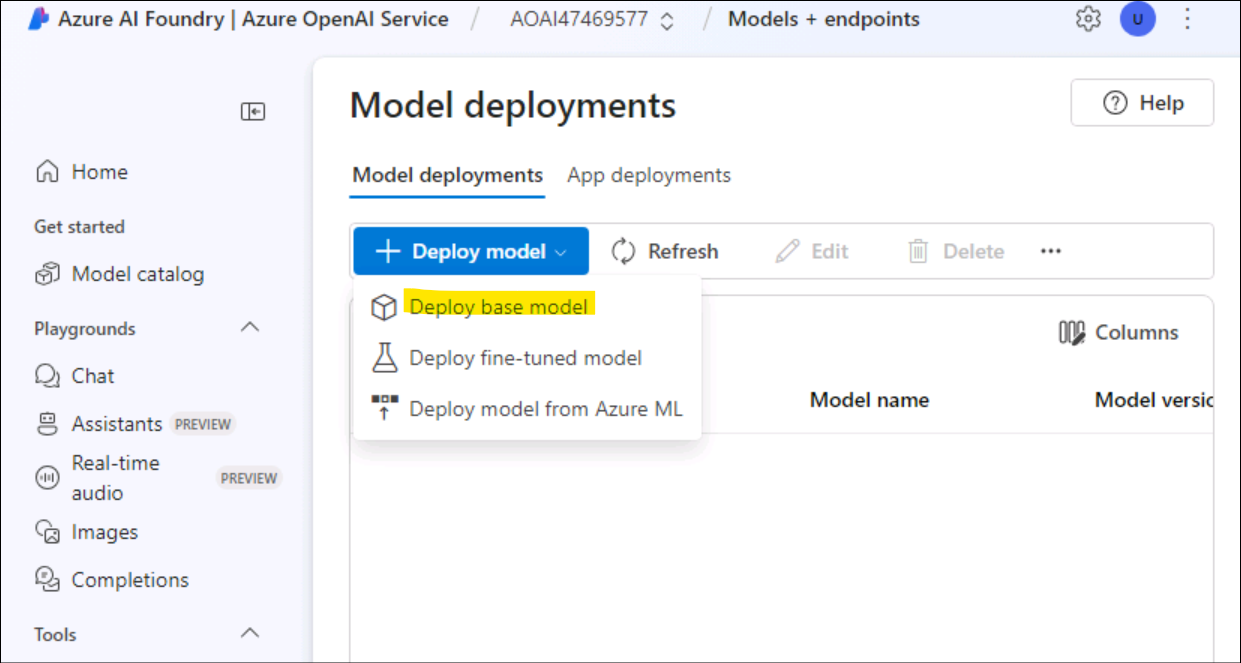 Azure AI Foundry | Azure OpenAI Service / AOAI47469577 / Models + endpoints
U
Model deployments
Help
Home
Model deployments App deployments
Get started
Deploy model Refresh Edit Delete
Model catalog
Deploy base model
Playgrounds
Columns
Deploy fine-tuned model
Chat
Deploy model from Azure ML
Model name Model versic
Assistants PREVIEW
Real-time
audio PREVIEW
Images
Completions
Tools